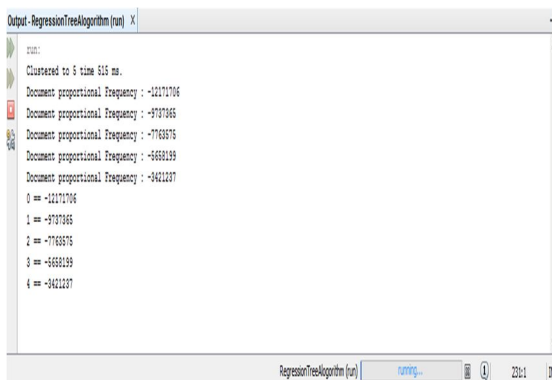 Output - RegressionTreeAlogorithm (run) X
run:
Clustered to 5 time 515 ms.
Document proportional Frequency : -12171706
Document proportional Frequency : -9737365
Document proportional Frequency : -7763575
Document proportional Frequency : -5658199
Document proportional Frequency : -3421237
0 == -12171706
1 == -9737365
2 == -7763575
3 == -5658199
4 == -3421237
RegressionTreeAlogorithm (run) running... 1 231:1